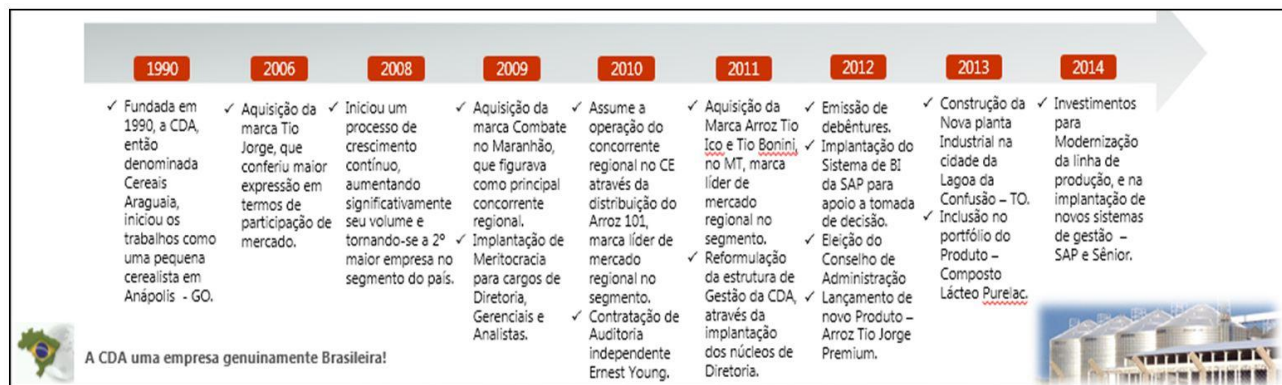 1990
✓ Fundada em
1990, a CDA,
então
denominada
Cereais
Araguaia,
iniciou os
trabalhos como
uma pequena
cerealista em
Anápolis - GO.
2006
✓ Aquisição da
marca Tio
Jorge, que
conferiu maior
expressão em
termos de
participação de
mercado.
2008
✓ Iniciou um
processo de
crescimento
contínuo,
aumentando
significativamente
seu volume e
tornando-se a 2º
maior empresa no
segmento do país.
2009
✓ Aquisição da
marca Combate
no Maranhão,
que figurava
como principal
concorrente
regional.
✓ Implantação de
Meritocracia
para cargos de
Diretoria,
Gerenciais e
Analistas.
2010
✓ Assume a
operação do
concorrente
regional no CE
através da
distribuição do
Arroz 101,
marca líder de
mercado
regional no
segmento.
✓ Contratação de
Auditoria
independente
Ernest Young.
2011
✓ Aquisição da
Marca Arroz Tio
Ico e Tio Bonini,
no MT, marca
líder de
mercado
regional no
segmento.
✓ Reformulação
da estrutura de
Gestão da CDA,
através da
implantação
dos núcleos de
Diretoria.
2012
✓ Emissão de
debêntures.
✓ Implantação do
Sistema de BI
da SAP para
apoio a tomada
de decisão.
✓ Eleição do
Conselho de
Administração
✓ Lançamento de
novo Produto –
Arroz Tio Jorge
Premium.
2013
✓ Construção da
Nova planta
Industrial na
cidade da
Lagoa da
Confusão – TO.
✓ Inclusão no
portfólio do
Produto –
Composto
Lácteo Purelac.
2014
✓ Investimentos
para
Modernização
da linha de
produção, e na
implantação de
novos sistemas
de gestão –
SAP e Sênior.
A CDA uma empresa genuinamente Brasileira!